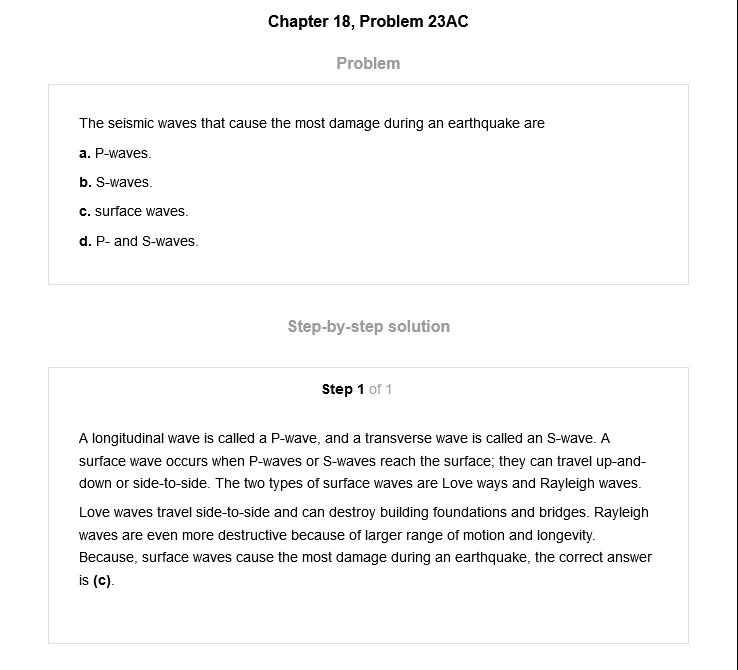 Chapter 18, Problem 23AC
Problem
The seismic waves that cause the most damage during an earthquake are
a. P-waves.
b. S-waves.
c. surface waves.
d. P- and S-waves.
Step-by-step solution
Step 1 of 1
A longitudinal wave is called a P-wave, and a transverse wave is called an S-wave. A
surface wave occurs when P-waves or S-waves reach the surface; they can travel up-and-
down or side-to-side. The two types of surface waves are Love ways and Rayleigh waves.
Love waves travel side-to-side and can destroy building foundations and bridges. Rayleigh
waves are even more destructive because of larger range of motion and longevity.
Because, surface waves cause the most damage during an earthquake, the correct answer
is (c).